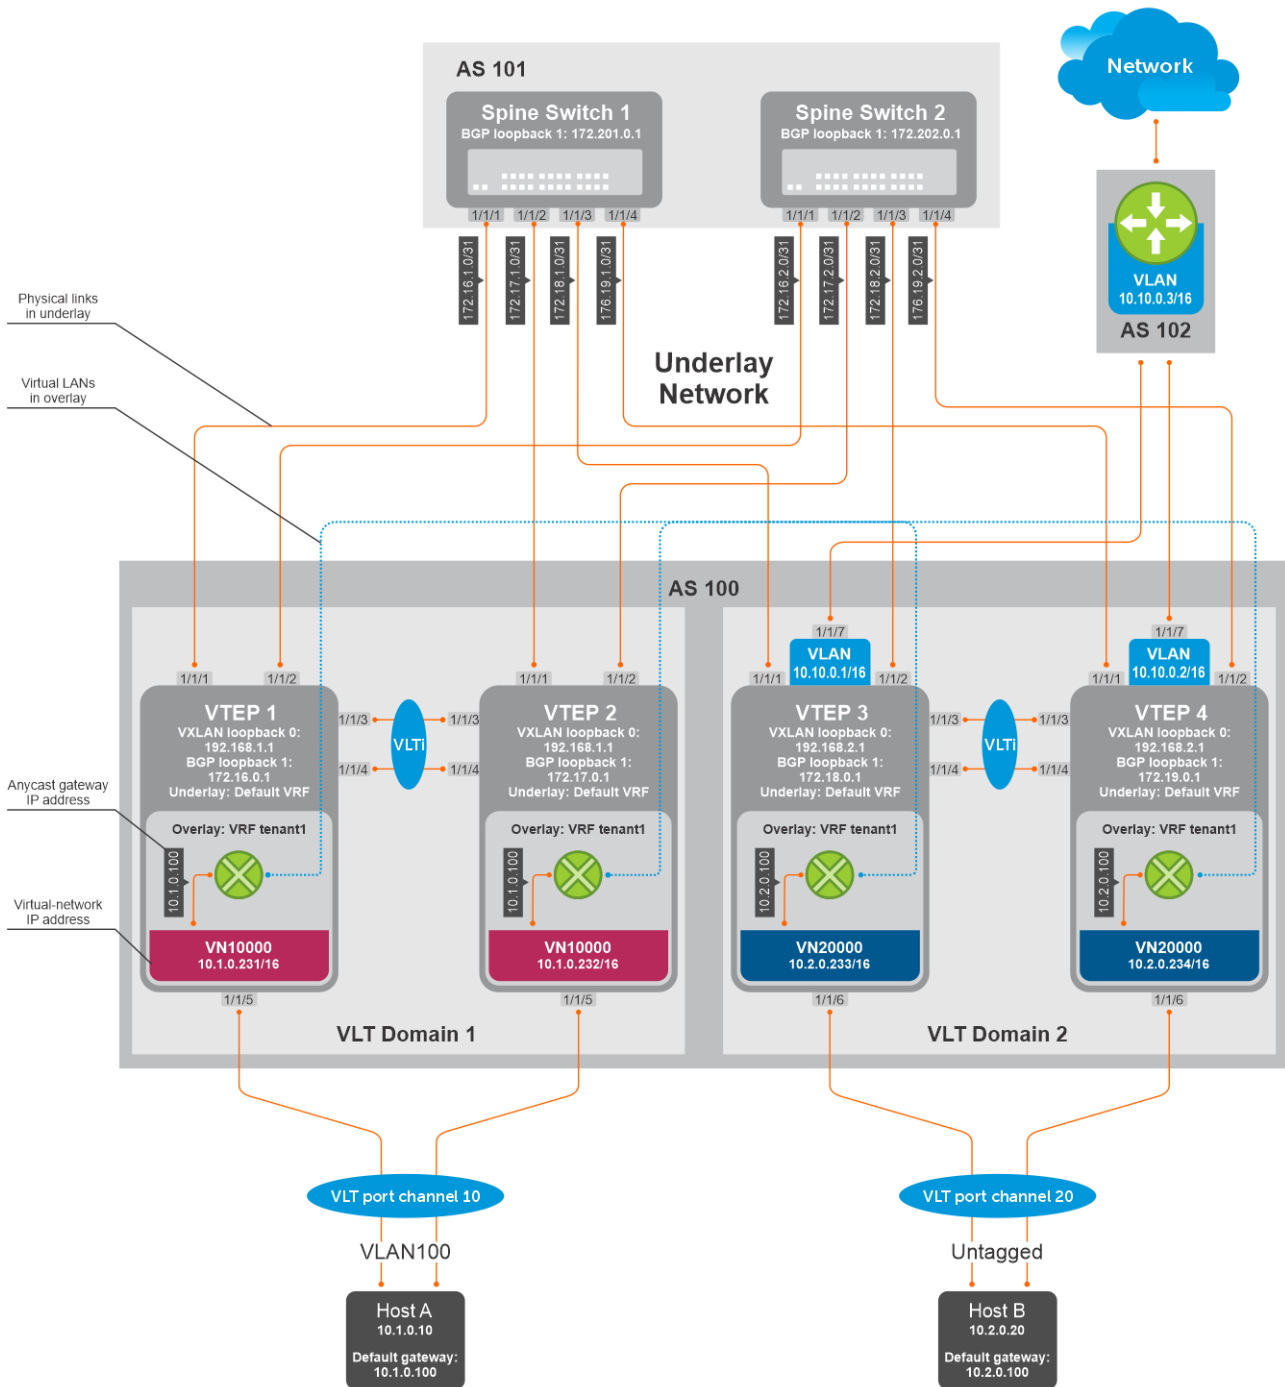 Network
AS 101
Spine Switch 1
BGP loopback 1: 172.201.0.1
Spine Switch 2
BGP loopback 1: 172.202.0.1
1/1/1
1/1/2
1/1/3
1/1/4
1/1/1
1/1/2
1/1/3
1/1/4
172.16.1.0/31
172.17.1.0/31
172.18.1.0/31
176.19.1.0/31
172.16.2.0/31
172.17.2.0/31
172.18.2.0/31
176.19.2.0/31
VLAN
10.10.0.3/16
AS 102
Physical links
in underlay
Virtual LANs
in overlay
Underlay
Network
AS 100
1/1/7
1/1/7
VLAN
10.10.0.1/16
VLAN
10.10.0.2/16
1/1/1
1/1/2
1/1/1
1/1/2
1/1/1
1/1/2
1/1/1
1/1/2
VTEP 1
VXLAN loopback 0:
192.168.1.1
BGP loopback 1:
172.16.0.1
Underlay: Default VRF
1/1/3
1/1/4
VLTi
1/1/3
1/1/4
VTEP 2
VXLAN loopback 0:
192.168.1.1
BGP loopback 1:
172.17.0.1
Underlay: Default VRF
VTEP 3
VXLAN loopback 0:
192.168.2.1
BGP loopback 1:
172.18.0.1
Underlay: Default VRF
1/1/3
1/1/4
VLTi
1/1/3
1/1/4
VTEP 4
VXLAN loopback 0:
192.168.2.1
BGP loopback 1:
172.19.0.1
Underlay: Default VRF
Anycast gateway
IP address
Virtual-network
IP address
Overlay: VRF tenant1
10.1.0.100
VN10000
10.1.0.231/16
Overlay: VRF tenant1
10.1.0.100
VN10000
10.1.0.232/16
Overlay: VRF tenant1
10.2.0.100
VN20000
10.2.0.233/16
Overlay: VRF tenant1
10.2.0.100
VN20000
10.2.0.234/16
1/1/5
1/1/5
1/1/6
1/1/6
VLT Domain 1
VLT Domain 2
VLT port channel 10
VLT port channel 20
VLAN100
Untagged
Host A
10.1.0.10
Default gateway:
10.1.0.100
Host B
10.2.0.20
Default gateway:
10.2.0.100